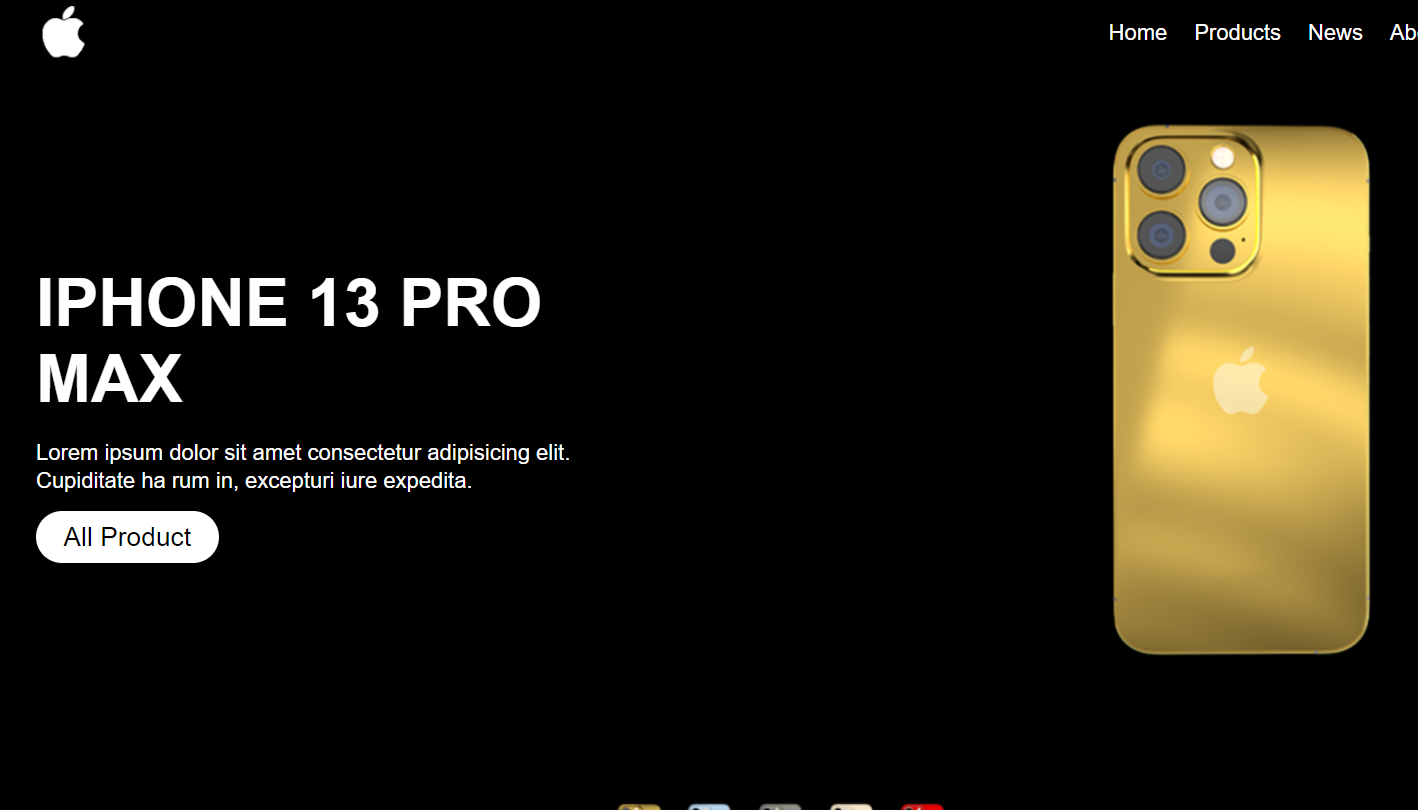 Home Products News
IPHONE 13 PRO
MAX
Lorem ipsum dolor sit amet consectetur adipisicing elit.
Cupiditate ha rum in, excepturi iure expedita.
All Product